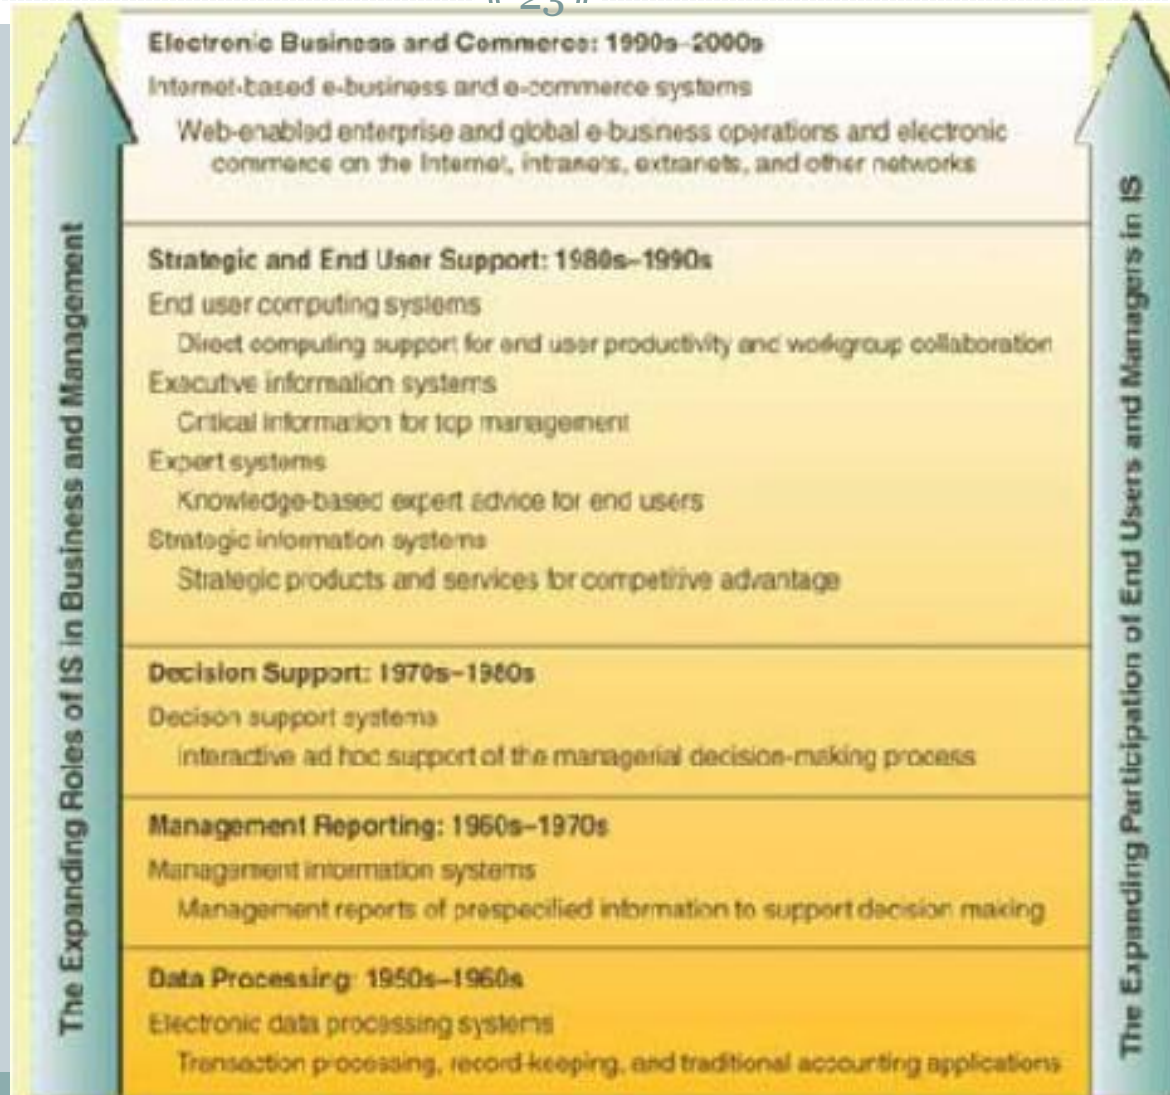 23
Electronic Business and Commerce: 1990s–2000s
Internet-based e-business and e-commerce systems
Web-enabled enterprise and global e-business operations and electronic
commerce on the Internet, intranets, extranets, and other networks
Strategic and End User Support: 1980s–1990s
End user computing systems
Direct computing support for end user productivity and workgroup collaboration
Executive information systems
Critical information for top management
Expert systems
Knowledge-based expert advice for end users
Strategic information systems
Strategic products and services for competitive advantage
Decision Support: 1970s–1980s
Decison support systems
Interactive ad hoc support of the managerial decision-making process
Management Reporting: 1960s–1970s
Management information systems
Management reports of prespecified information to support decision making
Data Processing: 1950s–1960s
Electronic data processing systems
Transaction processing, record-keeping, and traditional accounting applications
The Expanding Roles of IS in Business and Management
The Expanding Participation of End Users and Managers in IS